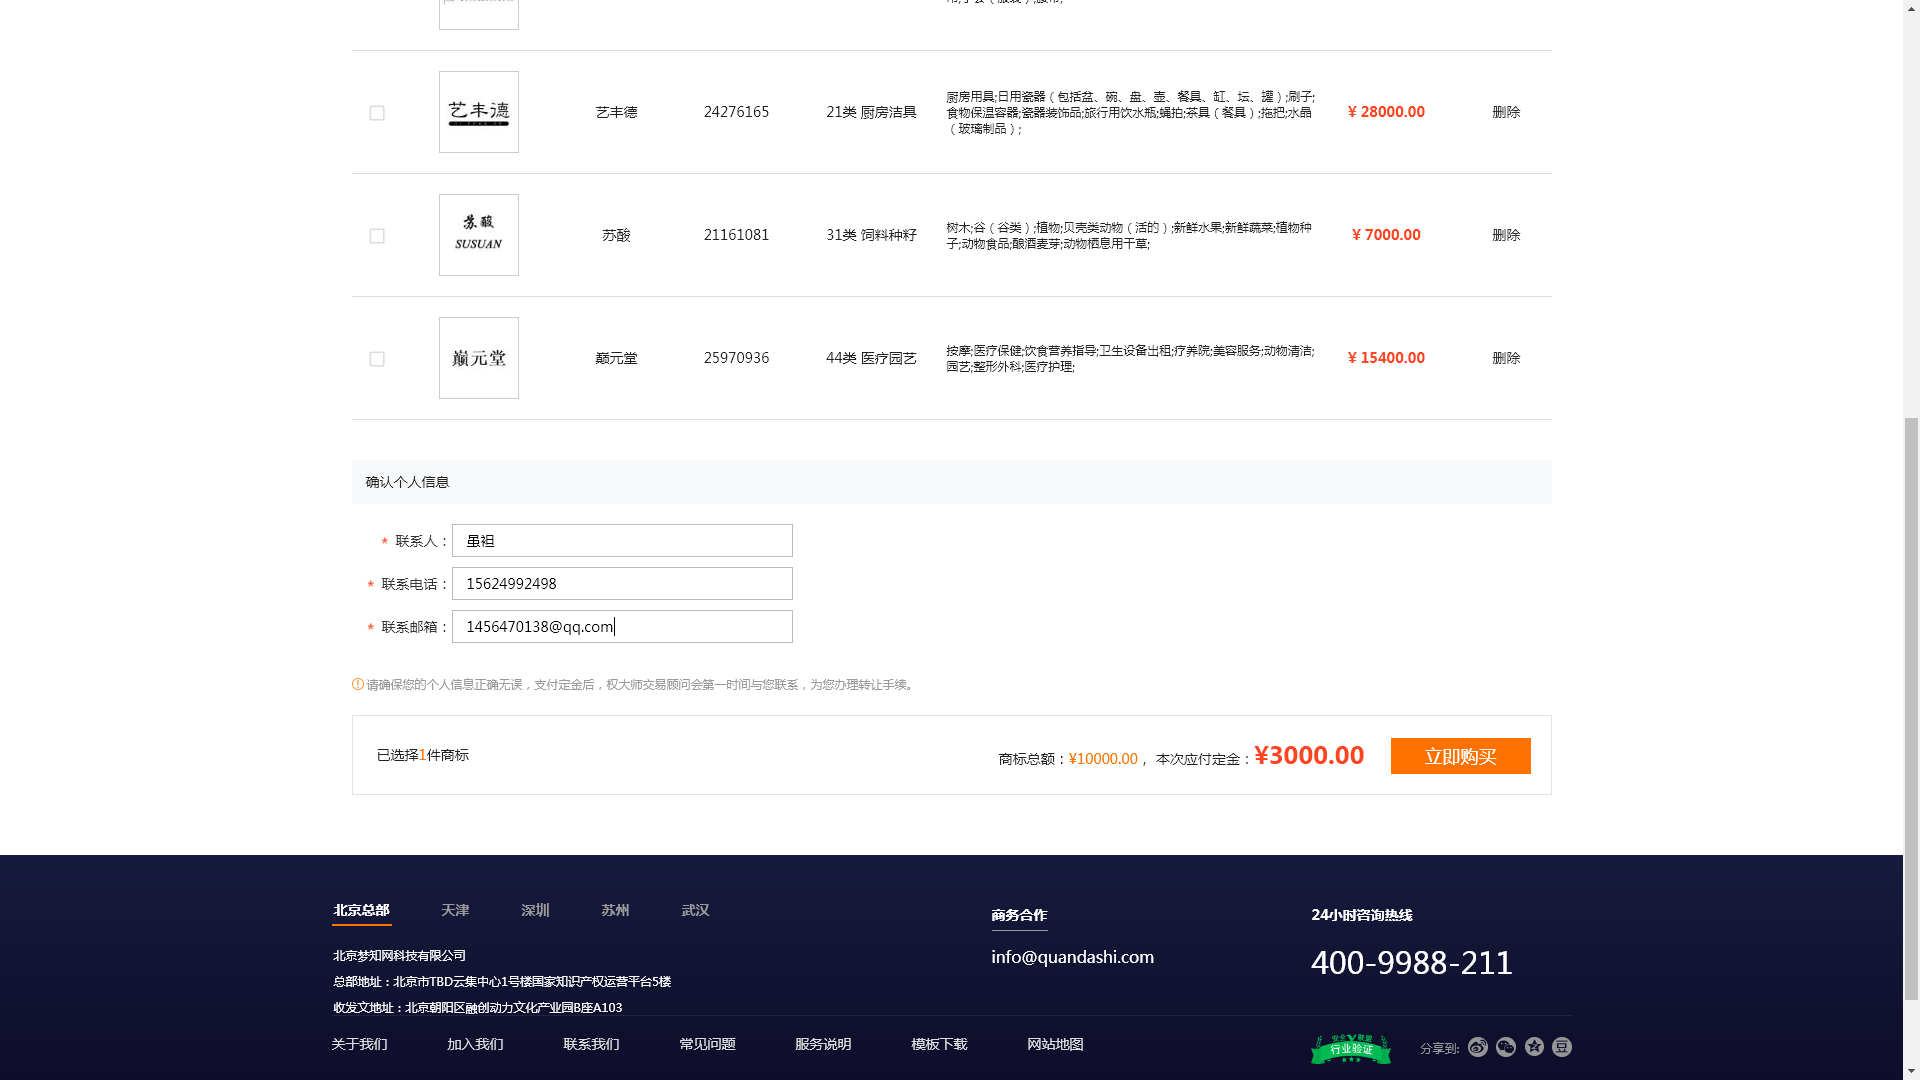 艺丰德
艺丰德
24276165
21类 厨房洁具
厨房用具;日用瓷器（包括盆、碗、盘、壶、餐具、缸、坛、罐）;刷子;
食物保温容器;瓷器装饰品;旅行用饮水瓶;蝇拍;茶具（餐具）;拖把;水晶
（玻璃制品）;
¥ 28000.00
删除
苏酸
SUSUAN
苏酸
21161081
31类 饲料种籽
树木;谷（谷类）;植物;贝壳类动物（活的）;新鲜水果;新鲜蔬菜;植物种
子;动物食品;酿酒麦芽;动物栖息用干草;
¥ 7000.00
删除
巅元堂
巅元堂
25970936
44类 医疗园艺
按摩;医疗保健;饮食营养指导;卫生设备出租;疗养院;美容服务;动物清洁;
园艺;整形外科;医疗护理;
¥ 15400.00
删除
确认个人信息
* 联系人：
虽袒
* 联系电话：
15624992498
* 联系邮箱：
1456470138@qq.com
请确保您的个人信息正确无误，支付定金后，权大师交易顾问会第一时间与您联系，为您办理转让手续。
已选择1件商标
商标总额：¥10000.00， 本次应付定金：¥3000.00
立即购买
北京总部 天津 深圳 苏州 武汉
北京梦知网科技有限公司
总部地址：北京市TBD云集中心1号楼国家知识产权运营平台5楼
收发文地址：北京朝阳区融创动力文化产业园B座A103
商务合作
info@quandashi.com
24小时咨询热线
400-9988-211
关于我们 加入我们 联系我们 常见问题 服务说明 模板下载 网站地图
安全联盟
行业验证
分享到: